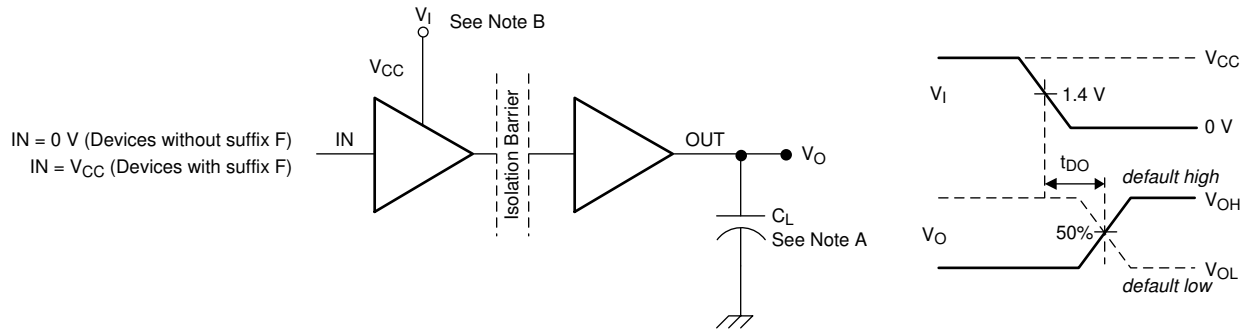 V_I
See Note B
V_CC
IN = 0 V (Devices without suffix F)
IN = V_CC (Devices with suffix F)
IN
Isolation Barrier
OUT
V_O
C_L
See Note A
V_I
V_CC
1.4 V
0 V
t_DO
default high
V_OH
V_O
50%
V_OL
default low